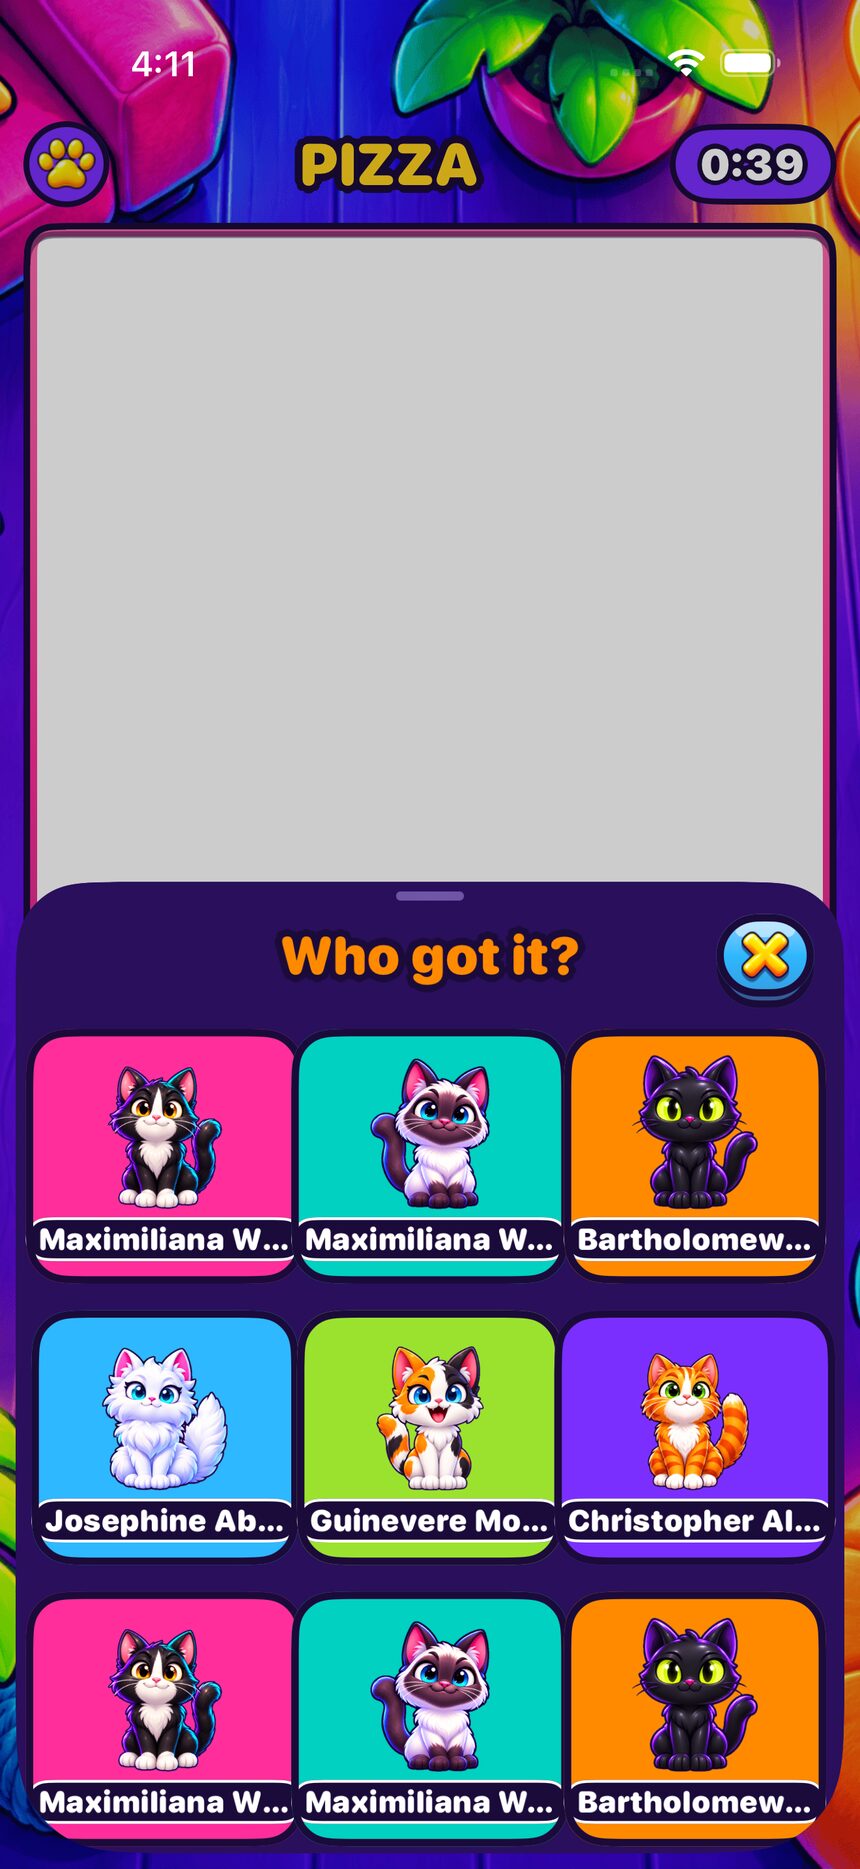 4:11
PIZZA
0:39
Who got it?
Maximiliana W...
Maximiliana W...
Bartholomew...
Josephine Ab...
Guinevere Mo...
Christopher Al...
Maximiliana W...
Maximiliana W...
Bartholomew...